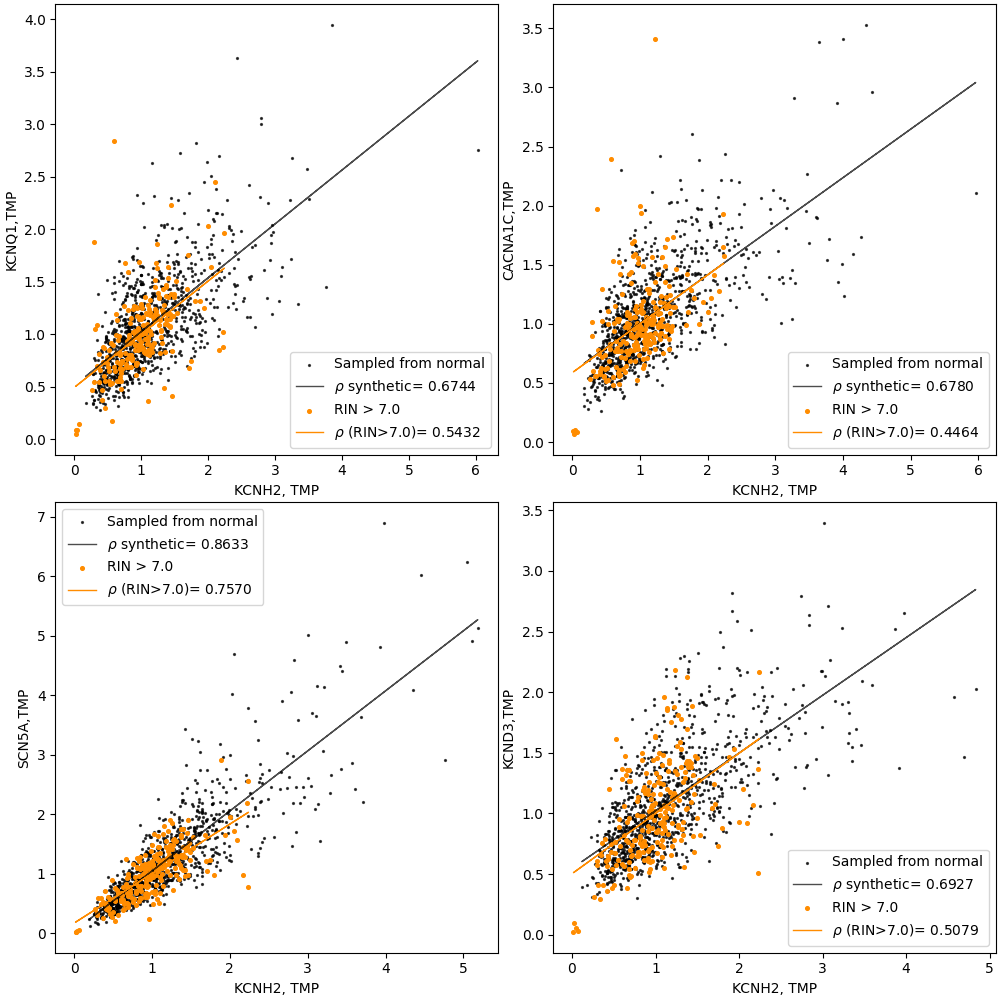 4.0
3.5
3.0
2.5
2.0
1.5
1.0
0.5
0.0
KCNQ1,TMP
0 1 2 3 4 5 6
KCNH2, TMP
Sampled from normal
ρ synthetic= 0.6744
RIN > 7.0
ρ (RIN>7.0)= 0.5432
3.5
3.0
2.5
2.0
1.5
1.0
0.5
0.0
CACNA1C,TMP
0 1 2 3 4 5 6
KCNH2, TMP
Sampled from normal
ρ synthetic= 0.6780
RIN > 7.0
ρ (RIN>7.0)= 0.4464
7
6
5
4
3
2
1
0
SCN5A,TMP
0 1 2 3 4 5
KCNH2, TMP
Sampled from normal
ρ synthetic= 0.8633
RIN > 7.0
ρ (RIN>7.0)= 0.7570
3.5
3.0
2.5
2.0
1.5
1.0
0.5
0.0
KCND3,TMP
0 1 2 3 4 5
KCNH2, TMP
Sampled from normal
ρ synthetic= 0.6927
RIN > 7.0
ρ (RIN>7.0)= 0.5079